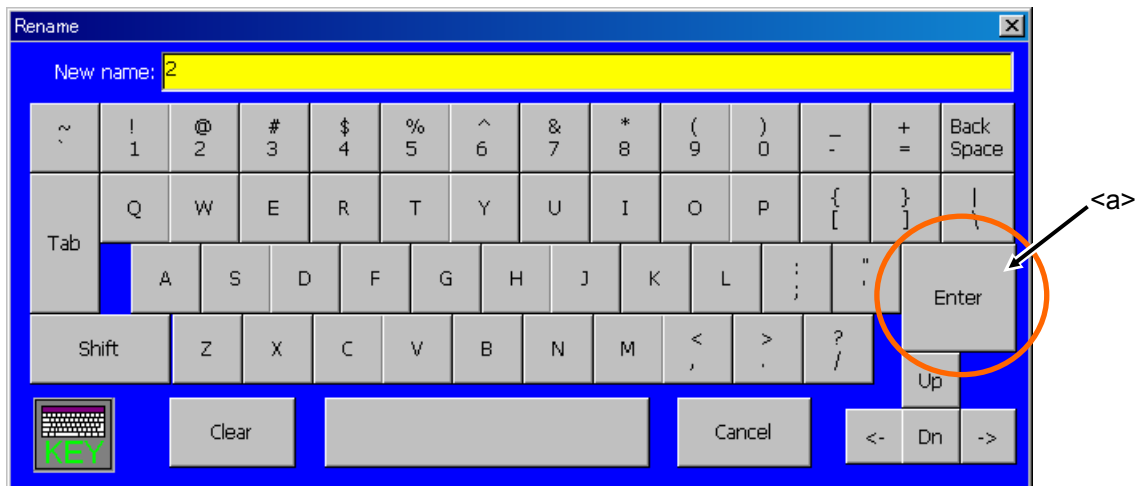 Rename
New name: 2
~ ! @ # $ % ^ & * ( ) _ + Back
` 1 2 3 4 5 6 7 8 9 0 - = Space
Q W E R T Y U I O P { } |
[ ] \
<a>
Tab
A S D F G H J K L : "
; '
Enter
Shift Z X C V B N M < > ?
, . /
Up
KEY Clear Cancel <- Dn ->